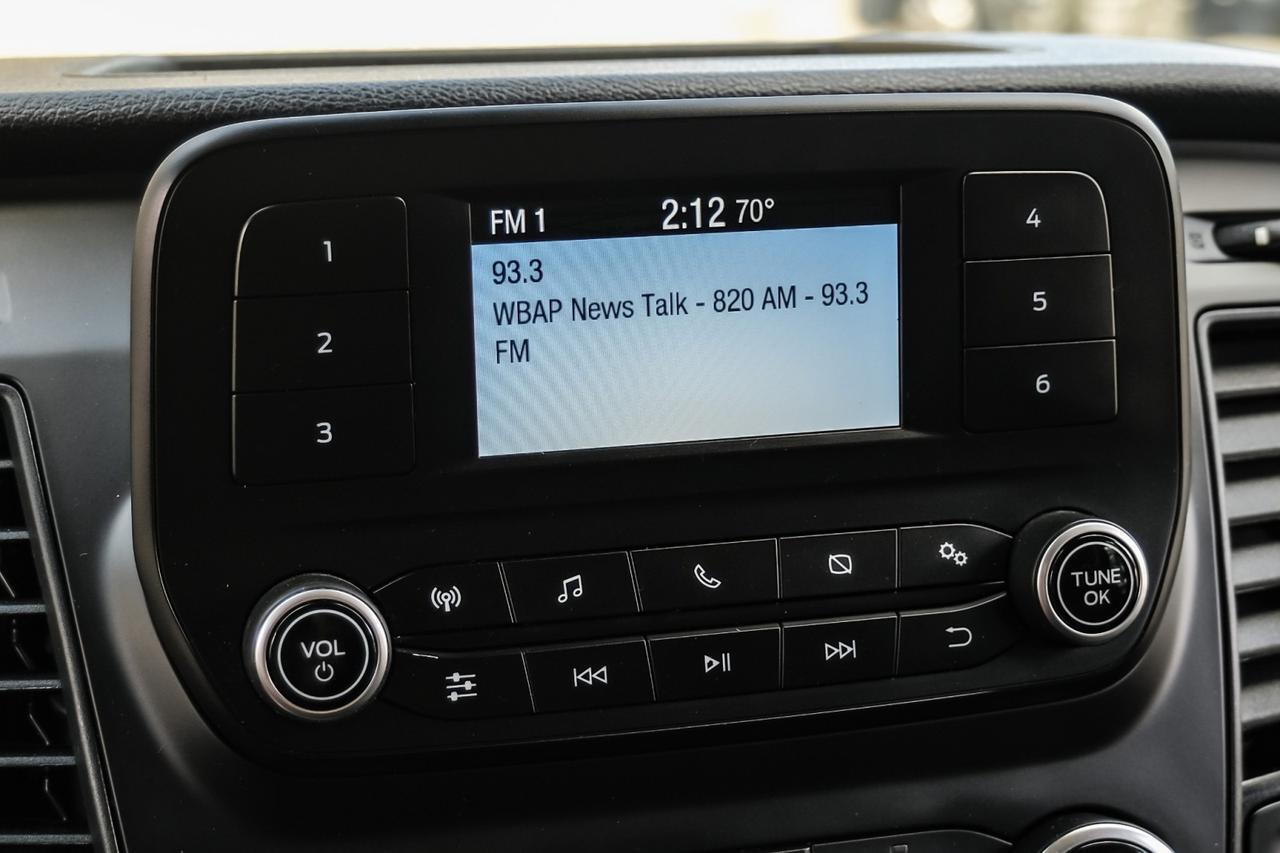 FM 1 2:12 70°
93.3
WBAP News Talk - 820 AM - 93.3
FM
1
2
3
4
5
6
VOL
TUNE
OK